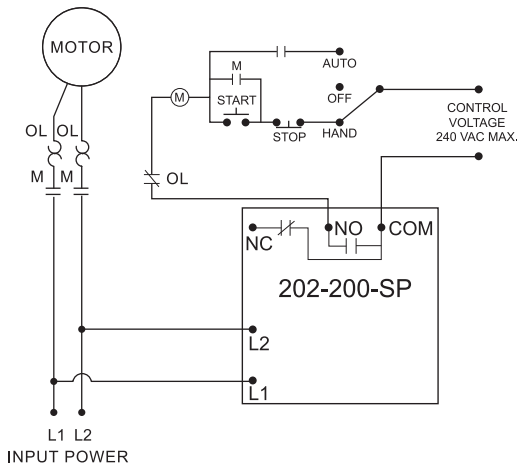 MOTOR
AUTO
M
START
OFF
M
STOP
HAND
CONTROL
VOLTAGE
240 VAC MAX.
OL OL
M M
OL
NC
NO
COM
202-200-SP
L2
L1
L1 L2
INPUT POWER